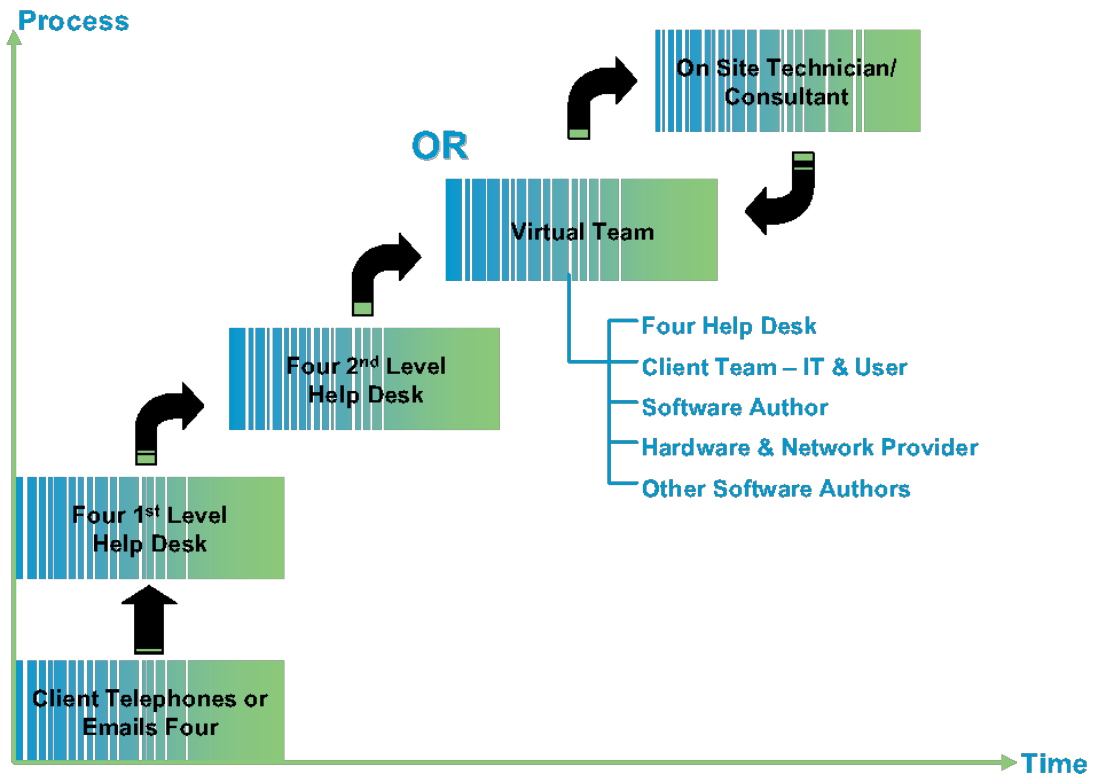 Process
On Site Technician/
Consultant
OR
Virtual Team
Four Help Desk
Client Team – IT & User
Software Author
Hardware & Network Provider
Other Software Authors
Four 2nd Level
Help Desk
Four 1st Level
Help Desk
Client Telephones or
Emails Four
Time